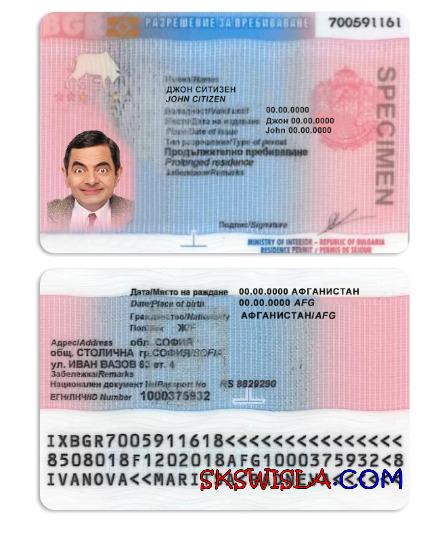 BGR РАЗРЕШЕНИЕ ЗА ПРЕБИВАВАНЕ 700591161
Имена/Names
ДЖОН СИТИЗЕН
JOHN CITIZEN
Валидност/Valid until 00.00.0000
Място/Дата на издаване Джон 00.00.0000
Place/Date of issue John 00.00.0000
Тип разрешение/Type of permit
Продължително пребиваване
Prolonged residence
Забележки/Remarks
SPECIMEN
Подпис/Signature
MINISTRY OF INTERIOR - REPUBLIC OF BULGARIA
RESIDENCE PERMIT / PERMIS DE SÉJOUR
Дата/Място на раждане 00.00.0000 АФГАНИСТАН
Date/Place of birth 00.00.0000 AFG
Гражданство/Nationality АФГАНИСТАН/AFG
Пол/Sex Ж/F
Адрес/Address обл. СОФИЯ
общ. СТОЛИЧНА гр.СОФИЯ/SOFIA
ул. ИВАН ВАЗОВ 63 ет. 4
Забележки/Remarks
Национален документ №/Passport No RS 8829290
ЕГН/ЛНЧ/ID Number 1000375932
IXBGR7005911618<<<<<<<<<<<<<<<
8508018F1202018AFG1000375932<8
IVANOVA<<MARIT
SKSWISLA.COM